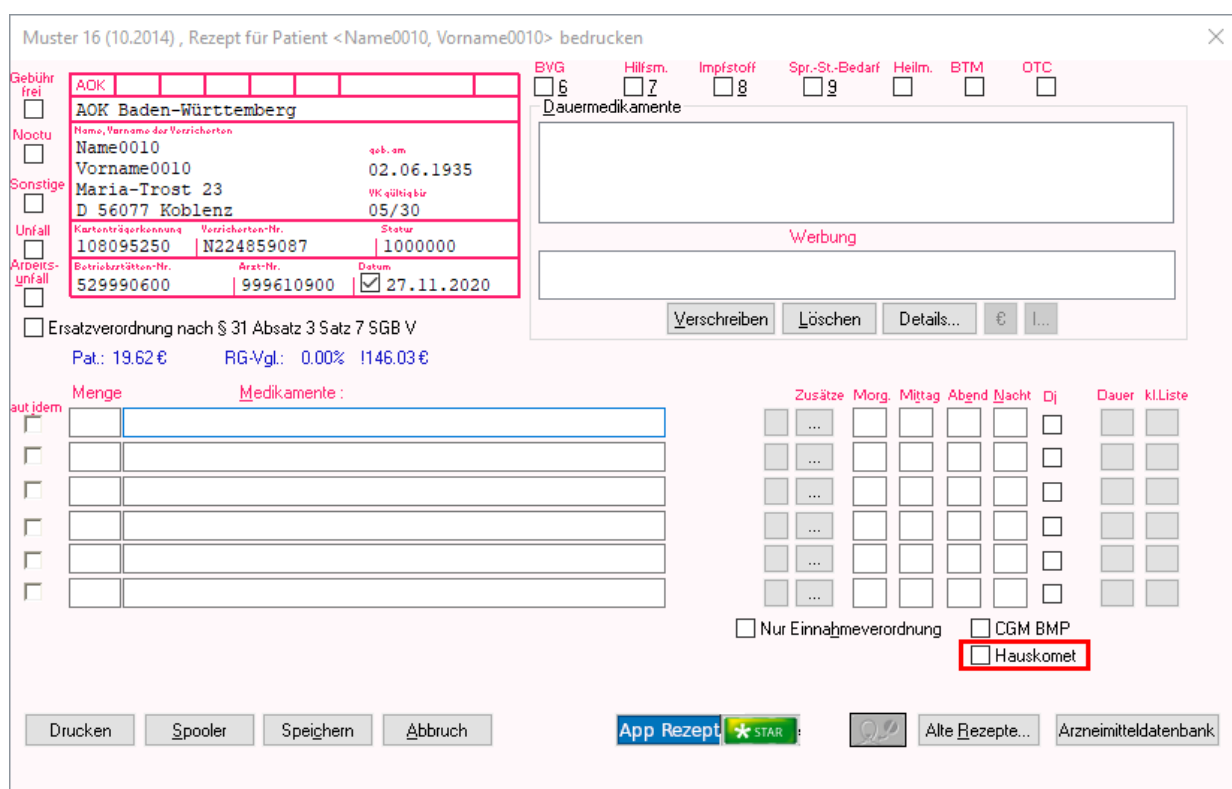 Muster 16 (10.2014) , Rezept für Patient <Name0010, Vorname0010> bedrucken
Gebühr frei
Noctu
Sonstige
Unfall
Arbeits-unfall
AOK
AOK Baden-Württemberg
Name, Vorname des Versicherten
Name0010
geb. am
Vorname0010 02.06.1935
Maria-Trost 23
VK gültig bis
D 56077 Koblenz 05/30
Kostenträgerkennung Versicherten-Nr. Status
108095250 N224859087 1000000
Betriebsstätten-Nr. Arzt-Nr. Datum
529990600 999610900 27.11.2020
BVG Hilfsm. Impfstoff Spr.-St.-Bedarf Heilm. BTM OTC
6 7 8 9
Dauermedikamente
Werbung
Verschreiben Löschen Details... € I...
Ersatzverordnung nach § 31 Absatz 3 Satz 7 SGB V
Pat.: 19.62 € RG-Vgl.: 0.00% !146.03 €
aut idem Menge Medikamente : Zusätze Morg. Mittag Abend Nacht Dj Dauer kl.Liste
...
...
...
...
...
...
Nur Einnahmeverordnung CGM BMP
Hauskomet
Drucken Spooler Speichern Abbruch App Rezept STAR Alte Rezepte... Arzneimitteldatenbank